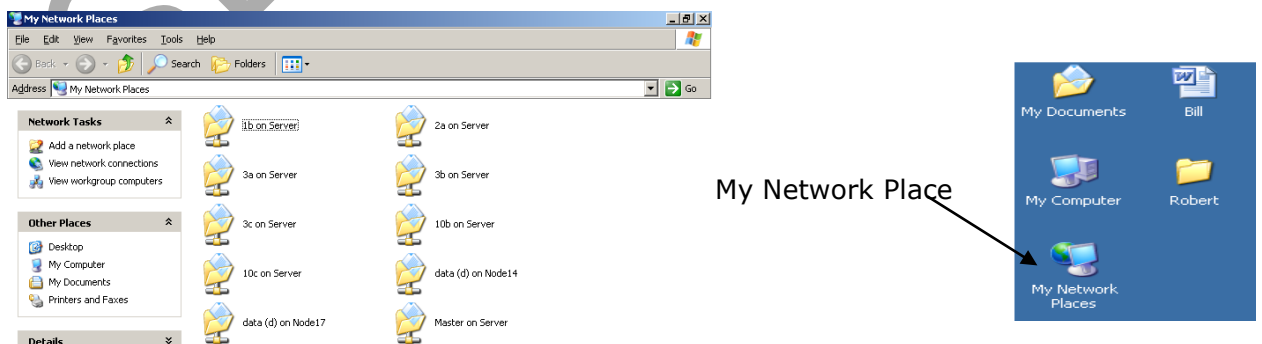 My Network Places
File Edit View Favorites Tools Help
Back Search Folders
Address My Network Places Go
Network Tasks
Add a network place
View network connections
View workgroup computers
Other Places
Desktop
My Computer
My Documents
Printers and Faxes
Details
1b on Server
2a on Server
3a on Server
3b on Server
3c on Server
10b on Server
10c on Server
data (d) on Node14
data (d) on Node17
Master on Server
My Network Place
My Documents
Bill
My Computer
Robert
My Network
Places